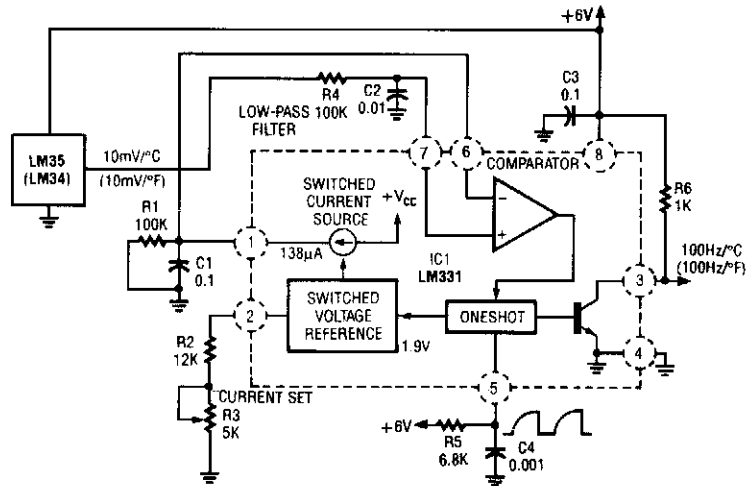 +6V
C3
0.1
C2
0.01
R4
100K
LOW-PASS
FILTER
LM35
(LM34)
10mV/°C
(10mV/°F)
7
6
8
COMPARATOR
SWITCHED
CURRENT
SOURCE
+VCC
R6
1K
R1
100K
1
138µA
−
+
IC1
LM331
100Hz/°C
(100Hz/°F)
C1
0.1
3
2
SWITCHED
VOLTAGE
REFERENCE
1.9V
ONESHOT
4
R2
12K
5
CURRENT SET
R3
5K
+6V
R5
6.8K
C4
0.001